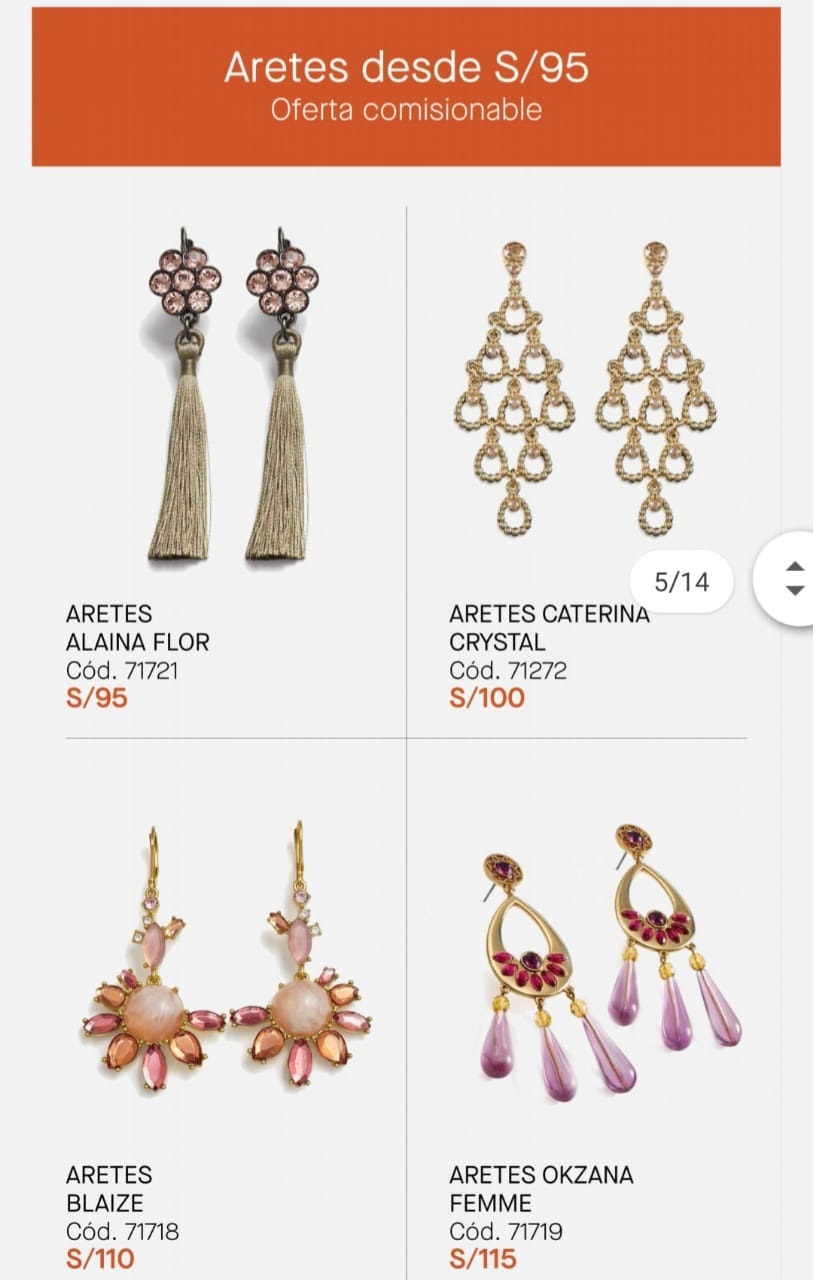 Aretes desde S/95
Oferta comisionable
ARETES
ALAINA FLOR
Cód. 71721
S/95
5/14
ARETES CATERINA
CRYSTAL
Cód. 71272
S/100
ARETES
BLAIZE
Cód. 71718
S/110
ARETES OKZANA
FEMME
Cód. 71719
S/115